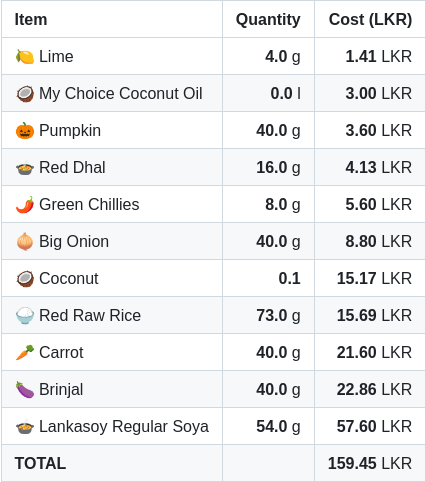 Item Quantity Cost (LKR)
🍋 Lime 4.0 g 1.41 LKR
🥥 My Choice Coconut Oil 0.0 l 3.00 LKR
🎃 Pumpkin 40.0 g 3.60 LKR
🍲 Red Dhal 16.0 g 4.13 LKR
🌶️ Green Chillies 8.0 g 5.60 LKR
🧅 Big Onion 40.0 g 8.80 LKR
🥥 Coconut 0.1 15.17 LKR
🍚 Red Raw Rice 73.0 g 15.69 LKR
🥕 Carrot 40.0 g 21.60 LKR
🍆 Brinjal 40.0 g 22.86 LKR
🍲 Lankasoy Regular Soya 54.0 g 57.60 LKR
TOTAL 159.45 LKR